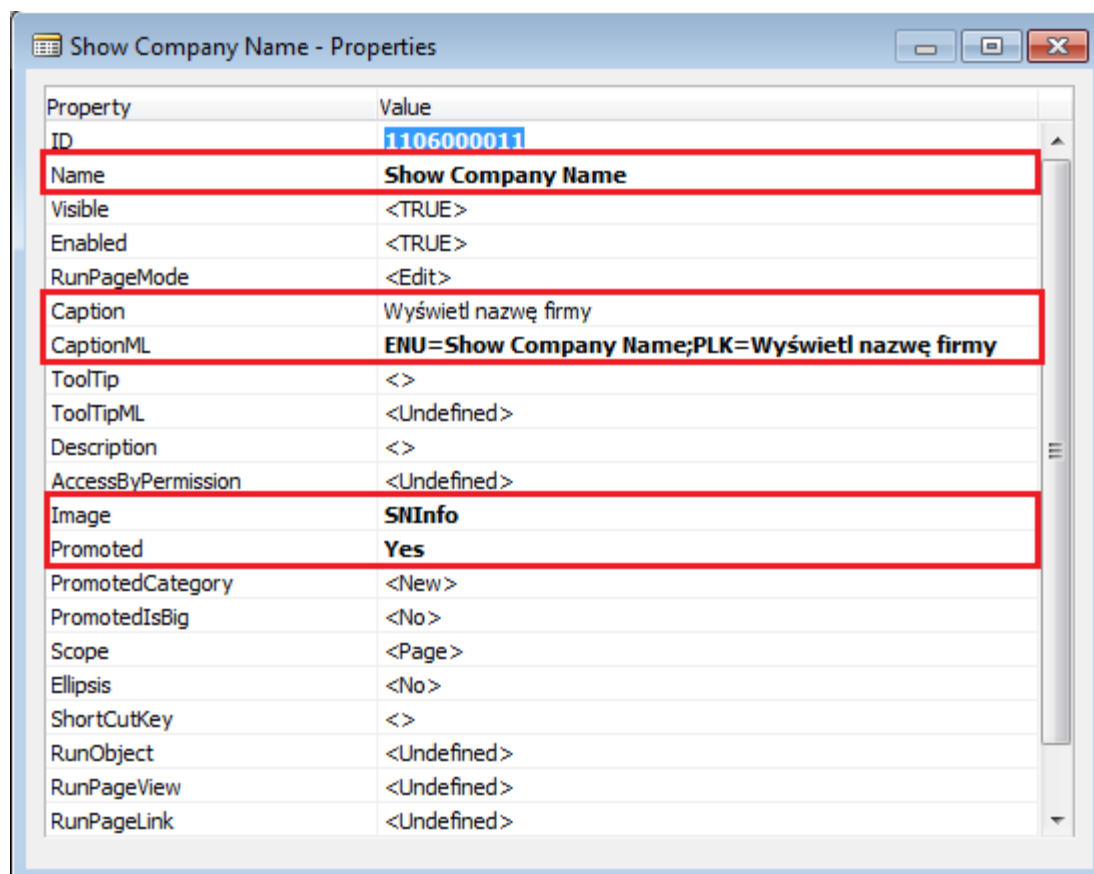 Show Company Name - Properties
Property Value
ID 1106000011
Name Show Company Name
Visible <TRUE>
Enabled <TRUE>
RunPageMode <Edit>
Caption Wyświetl nazwę firmy
CaptionML ENU=Show Company Name;PLK=Wyświetl nazwę firmy
ToolTip <>
ToolTipML <Undefined>
Description <>
AccessByPermission <Undefined>
Image SNInfo
Promoted Yes
PromotedCategory <New>
PromotedIsBig <No>
Scope <Page>
Ellipsis <No>
ShortCutKey <>
RunObject <Undefined>
RunPageView <Undefined>
RunPageLink <Undefined>